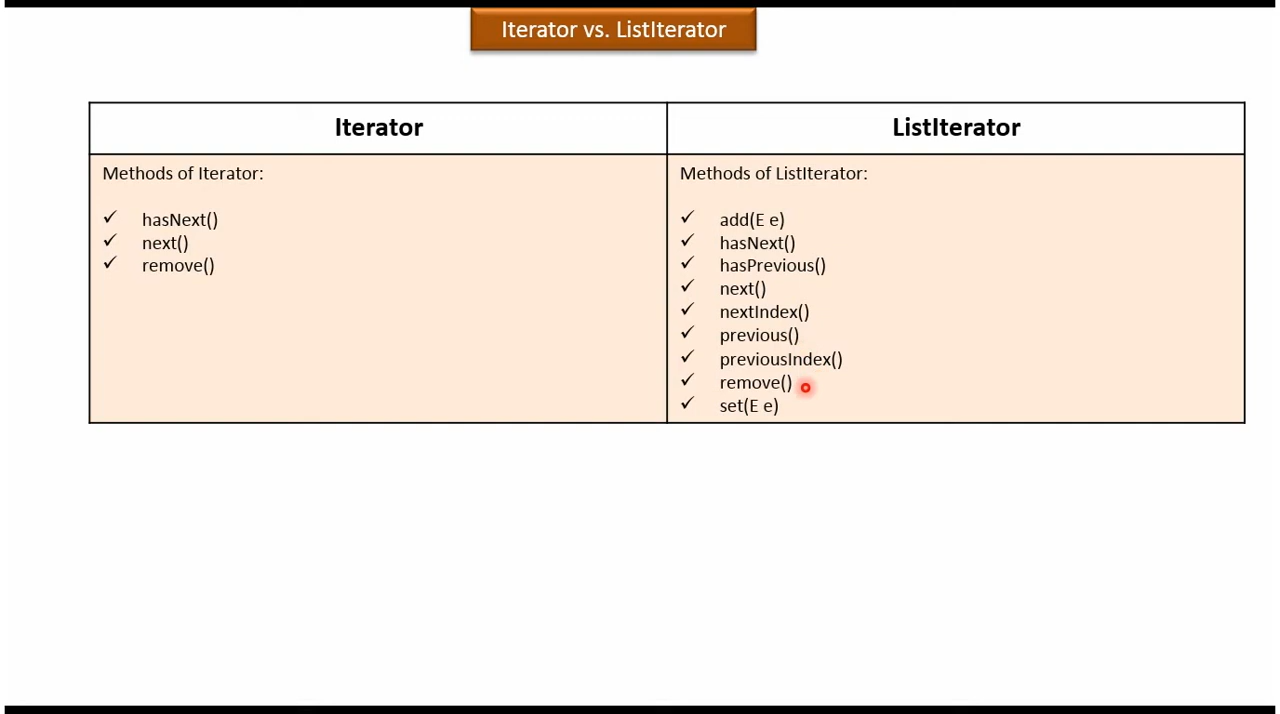 Iterator vs. ListIterator
Iterator
ListIterator
Methods of Iterator:
✓ hasNext()
✓ next()
✓ remove()
Methods of ListIterator:
✓ add(E e)
✓ hasNext()
✓ hasPrevious()
✓ next()
✓ nextIndex()
✓ previous()
✓ previousIndex()
✓ remove()
✓ set(E e)